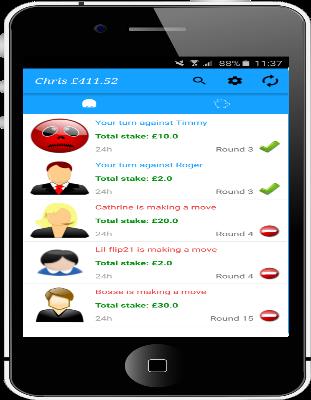 88% 11:37
Chris £411.52
Your turn against Timmy
Total stake: £10.0
24h Round 3
Your turn against Roger
Total stake: £2.0
24h Round 3
Cathrine is making a move
Total stake: £20.0
24h Round 4
Lil flip21 is making a move
Total stake: £2.0
24h Round 4
Bosse is making a move
Total stake: £30.0
24h Round 15